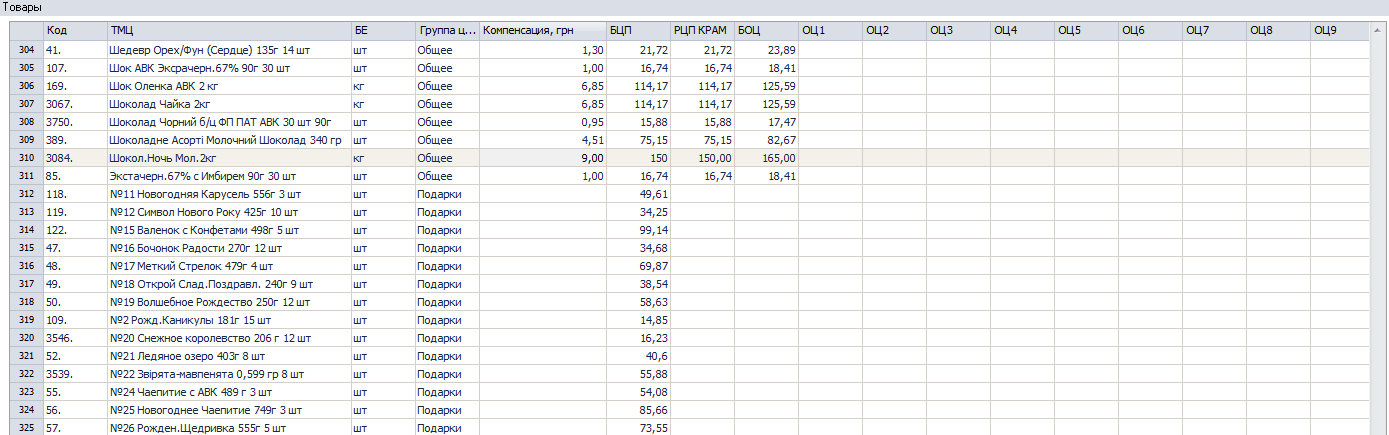 Товары
Код ТМЦ БЕ Группа ц... Компенсация, грн БЦП РЦП КРАМ БОЦ ОЦ1 ОЦ2 ОЦ3 ОЦ4 ОЦ5 ОЦ6 ОЦ7 ОЦ8 ОЦ9
304 41. Шедевр Орех/Фун (Сердце) 135г 14 шт шт Общее 1,30 21,72 21,72 23,89
305 107. Шок АВК Эксрачерн.67% 90г 30 шт шт Общее 1,00 16,74 16,74 18,41
306 169. Шок Оленка АВК 2 кг кг Общее 6,85 114,17 114,17 125,59
307 3067. Шоколад Чайка 2кг кг Общее 6,85 114,17 114,17 125,59
308 3750. Шоколад Чорний б/ц ФП ПАТ АВК 30 шт 90г шт Общее 0,95 15,88 15,88 17,47
309 389. Шоколадне Асорті Молочний Шоколад 340 гр шт Общее 4,51 75,15 75,15 82,67
310 3084. Шокол.Ночь Мол.2кг кг Общее 9,00 150 150,00 165,00
311 85. Экстачерн.67% с Имбирем 90г 30 шт шт Общее 1,00 16,74 16,74 18,41
312 118. №11 Новогодняя Карусель 556г 3 шт шт Подарки 49,61
313 119. №12 Символ Нового Року 425г 10 шт шт Подарки 34,25
314 122. №15 Валенок с Конфетами 498г 5 шт шт Подарки 99,14
315 47. №16 Бочонок Радости 270г 12 шт шт Подарки 34,68
316 48. №17 Меткий Стрелок 479г 4 шт шт Подарки 69,87
317 49. №18 Открой Слад.Поздравл. 240г 9 шт шт Подарки 38,54
318 50. №19 Волшебное Рождество 250г 12 шт шт Подарки 58,63
319 109. №2 Рожд.Каникулы 181г 15 шт шт Подарки 14,85
320 3546. №20 Снежное королевство 206 г 12 шт шт Подарки 16,23
321 52. №21 Ледяное озеро 403г 8 шт шт Подарки 40,6
322 3539. №22 Звірята-мавпенята 0,599 гр 8 шт шт Подарки 55,88
323 55. №24 Чаепитие с АВК 489 г 3 шт шт Подарки 54,08
324 56. №25 Новогоднее Чаепитие 749г 3 шт шт Подарки 85,66
325 57. №26 Рожден.Щедривка 555г 5 шт шт Подарки 73,55